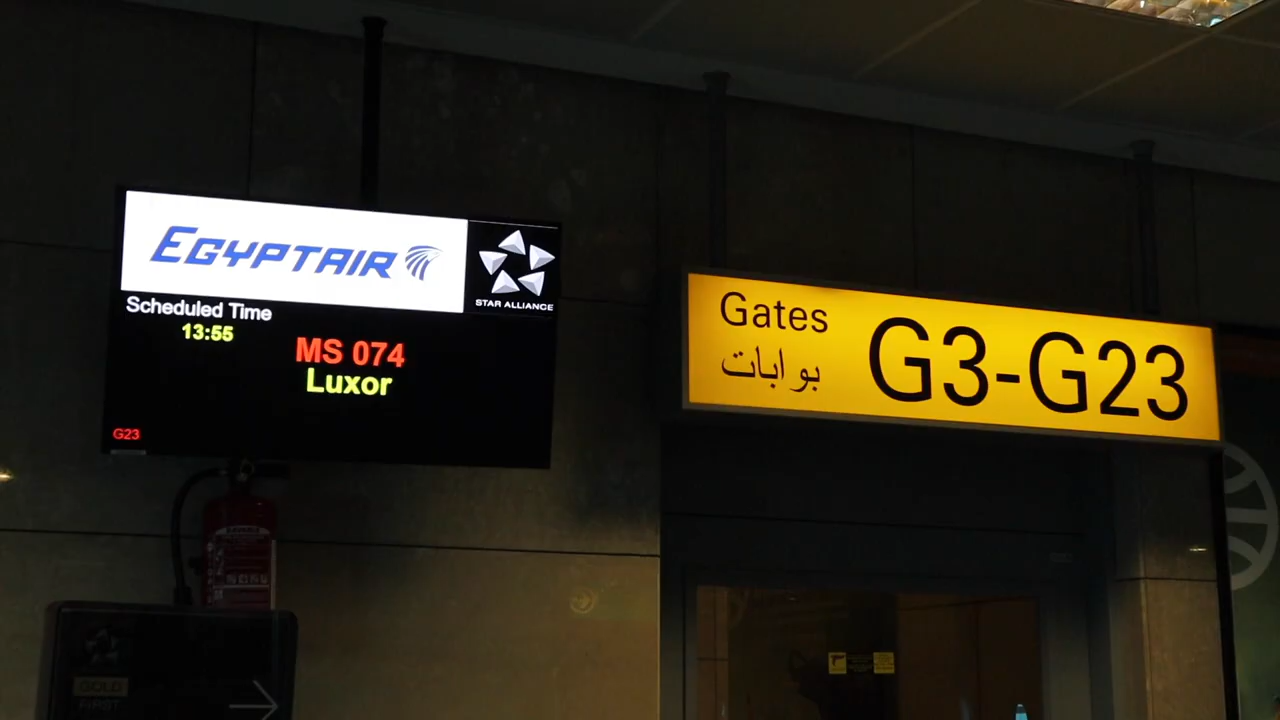 EGYPTAIR
STAR ALLIANCE
Scheduled Time
13:55
MS 074
Luxor
G23
Gates
بوابات
G3-G23
GOLD
FIRST